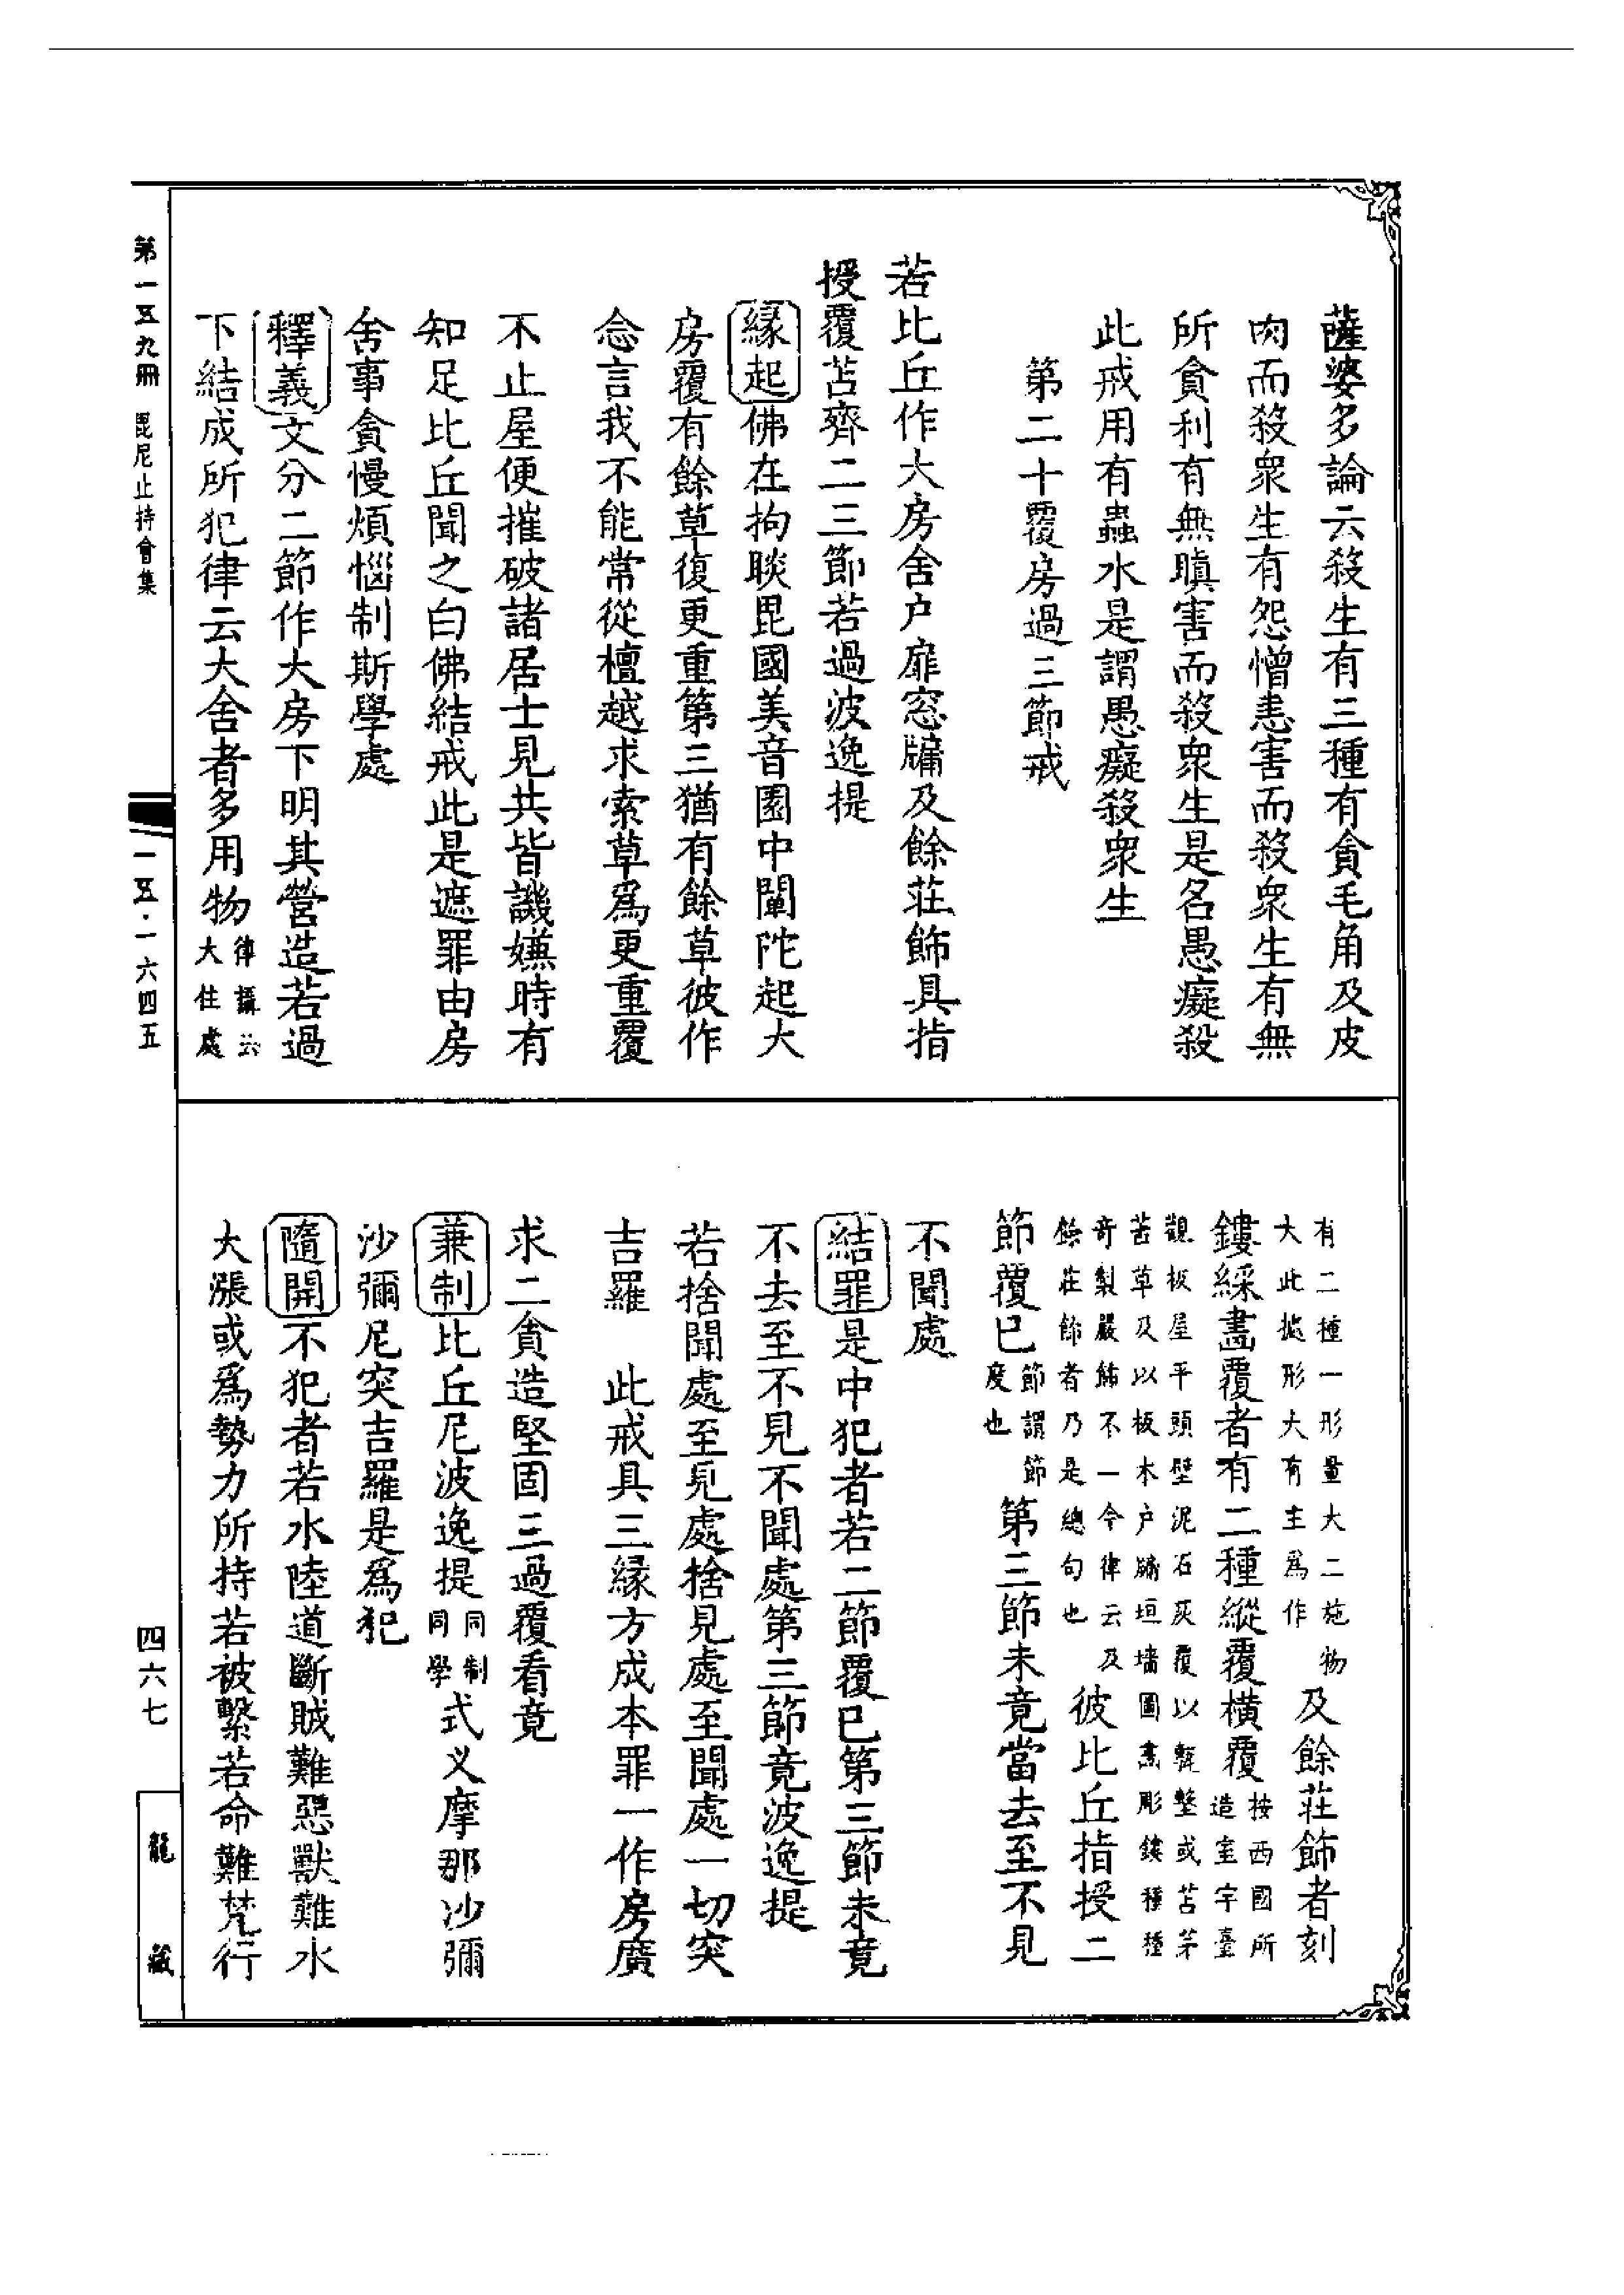 薩婆多論云殺生有三種有貪毛角及皮
肉而殺衆生有怨憎恚害而殺衆生有無
所貪利有無瞋害而殺衆生是名愚癡殺
此戒用有蟲水是謂愚癡殺衆生
第二十覆房過三節戒
若比丘作大房舍户扉窓牖及餘莊飾具指
授覆苫齊二三節若過波逸提
緣起佛在拘睒毘國美音園中闡陀起大
房覆有餘草復更重第三猶有餘草彼作
念言我不能常從檀越求索草爲更重覆
不止屋便摧破諸居士見共皆譏嫌時有
知足比丘聞之白佛結戒此是遮罪由房
舍事貪慢煩惱制斯學處
釋義文分二節作大房下明其營造若過
下結成所犯律云大舍者多用物律攝云大住處
有二種一形量大二施物
大此據形大有主爲作
及餘莊飾者刻
鏤綵畫覆者有二種縱覆橫覆按西國所造室宇臺
觀板屋平頭壁泥石灰覆以甎墼或苫茅
苫草及以板木户牖垣墙圖畵彫鏤種種
奇製嚴飾不一今律云及
餘莊飾者乃是總句也
彼比丘指授二
節覆已節謂節度也第三節未竟當去至不見
不聞處
結罪是中犯者若二節覆已第三節未竟
不去至不見不聞處第三節竟波逸提
若捨聞處至見處捨見處至聞處一切突
吉羅　此戒具三緣方成本罪一作房廣
求二貪造堅固三過覆看竟
兼制比丘尼波逸提同制同學式义摩那沙彌
沙彌尼突吉羅是爲犯
隨開不犯者若水陸道斷賊難惡獸難水
大漲或爲勢力所持若被繫若命難梵行
第一五九冊　毘尼止持會集
一五·一六四五
四六七
龍藏